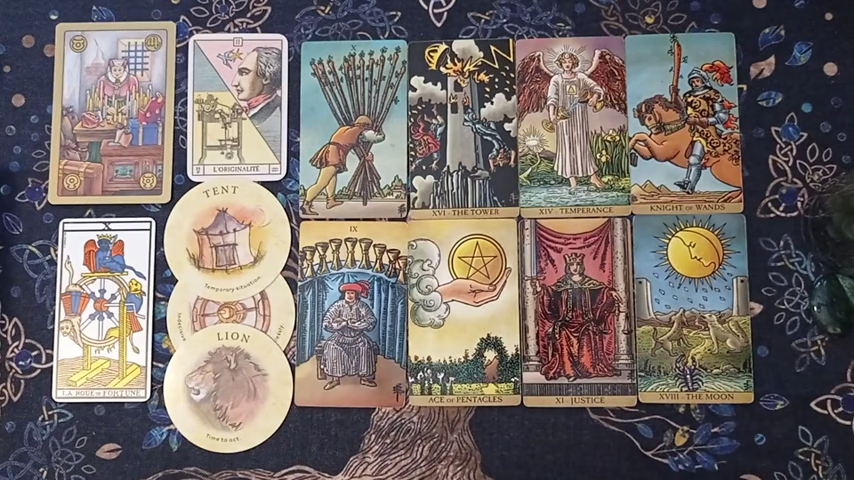 II
L'ORIGINALITÉ
X
XVI - THE TOWER
XIV - TEMPERANCE
KNIGHT OF WANDS
LA ROUE DE FORTUNE
TENT
Temporary situation.
LION
Time to act.
IX
ACE OF PENTACLES
XI - JUSTICE
XVIII - THE MOON